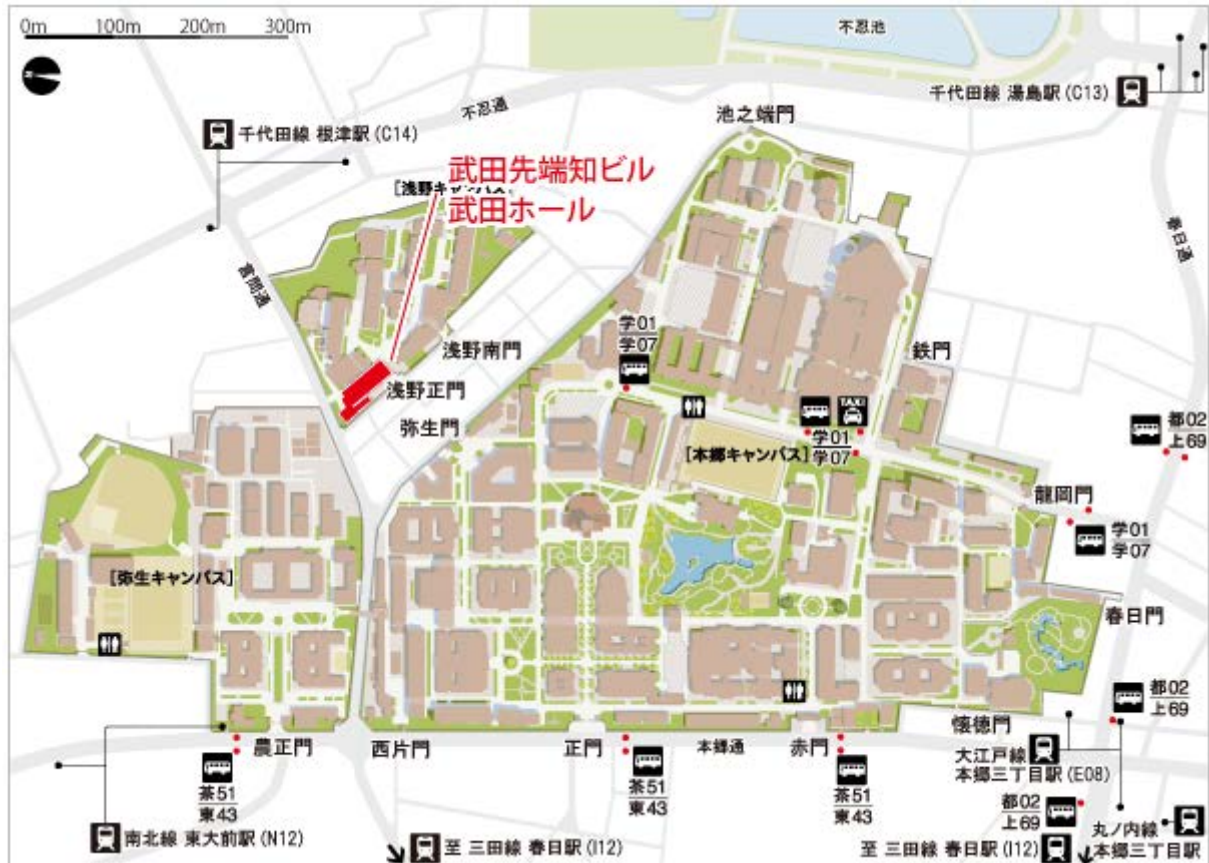 0m 100m 200m 300m
不忍池
千代田線 湯島駅 (C13)
不忍通
池之端門
千代田線 根津駅 (C14)
武田先端知ビル
[浅野キャンパス]
武田ホール
春日通
言問通
学01
学07
浅野南門
鉄門
浅野正門
弥生門
TAXI
[本郷キャンパス]
学01
学07
都02
上69
龍岡門
学01
学07
[弥生キャンパス]
春日門
都02
上69
懐徳門
農正門
西片門
正門
本郷通
赤門
大江戸線
本郷三丁目駅 (E08)
茶51
東43
茶51
東43
茶51
東43
都02
上69
南北線 東大前駅 (N12)
至 三田線 春日駅 (I12)
至 三田線 春日駅 (I12)
丸ノ内線
本郷三丁目駅